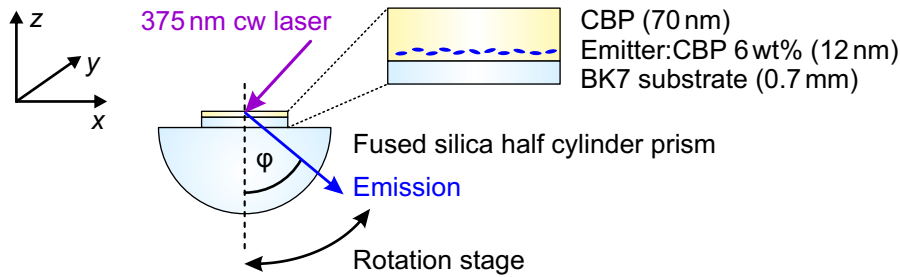 z
y
x
375 nm cw laser
CBP (70 nm)
Emitter:CBP 6 wt% (12 nm)
BK7 substrate (0.7 mm)
φ
Fused silica half cylinder prism
Emission
Rotation stage